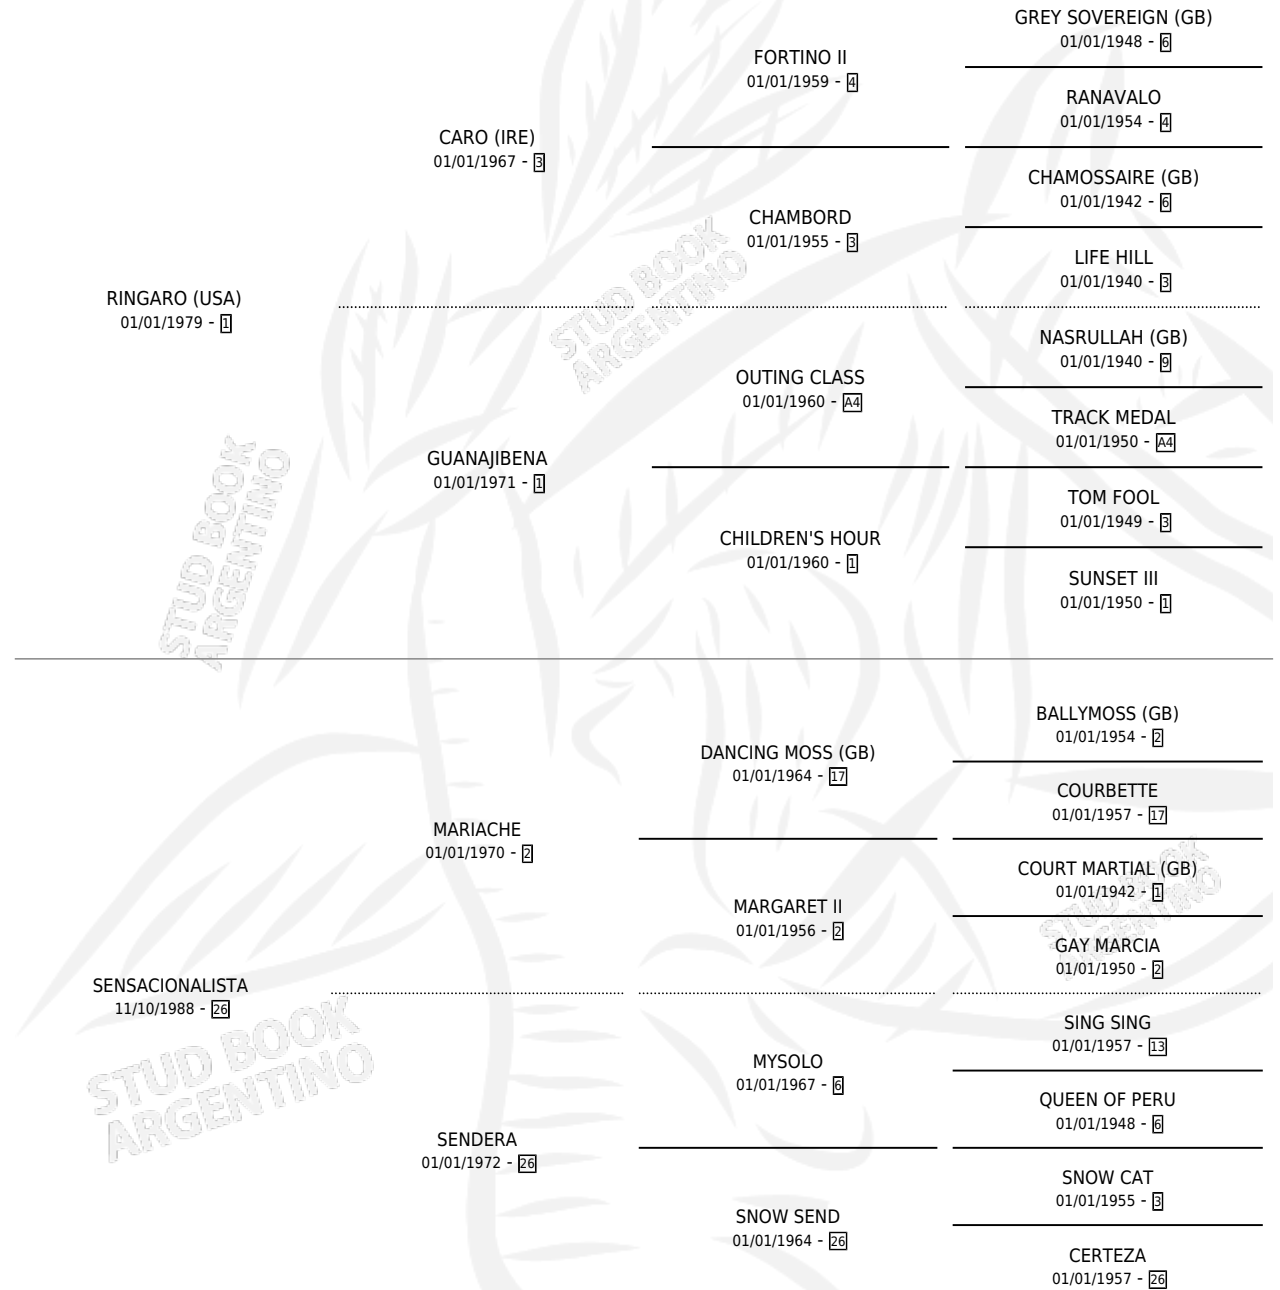 GREY SOVEREIGN (GB)
01/01/1948 - 6
FORTINO II
01/01/1959 - 4
RANAVALO
01/01/1954 - 4
CARO (IRE)
01/01/1967 - 3
CHAMOSSAIRE (GB)
01/01/1942 - 6
CHAMBORD
01/01/1955 - 3
LIFE HILL
01/01/1940 - 3
RINGARO (USA)
01/01/1979 - 1
NASRULLAH (GB)
01/01/1940 - 9
OUTING CLASS
01/01/1960 - A4
TRACK MEDAL
01/01/1950 - A4
GUANAJIBENA
01/01/1971 - 1
TOM FOOL
01/01/1949 - 3
CHILDREN'S HOUR
01/01/1960 - 1
SUNSET III
01/01/1950 - 1
BALLYMOSS (GB)
01/01/1954 - 2
DANCING MOSS (GB)
01/01/1964 - 17
COURBETTE
01/01/1957 - 17
MARIACHE
01/01/1970 - 2
COURT MARTIAL (GB)
01/01/1942 - 1
MARGARET II
01/01/1956 - 2
GAY MARCIA
01/01/1950 - 2
SENSACIONALISTA
11/10/1988 - 26
SING SING
01/01/1957 - 13
MYSOLO
01/01/1967 - 6
QUEEN OF PERU
01/01/1948 - 6
SENDERA
01/01/1972 - 26
SNOW CAT
01/01/1955 - 3
SNOW SEND
01/01/1964 - 26
CERTEZA
01/01/1957 - 26
STUD BOOK
ARGENTINO
STUD BOOK
ARGENTINO
STUD BOOK
ARGENTINO
STUD BOOK
ARGENTINO